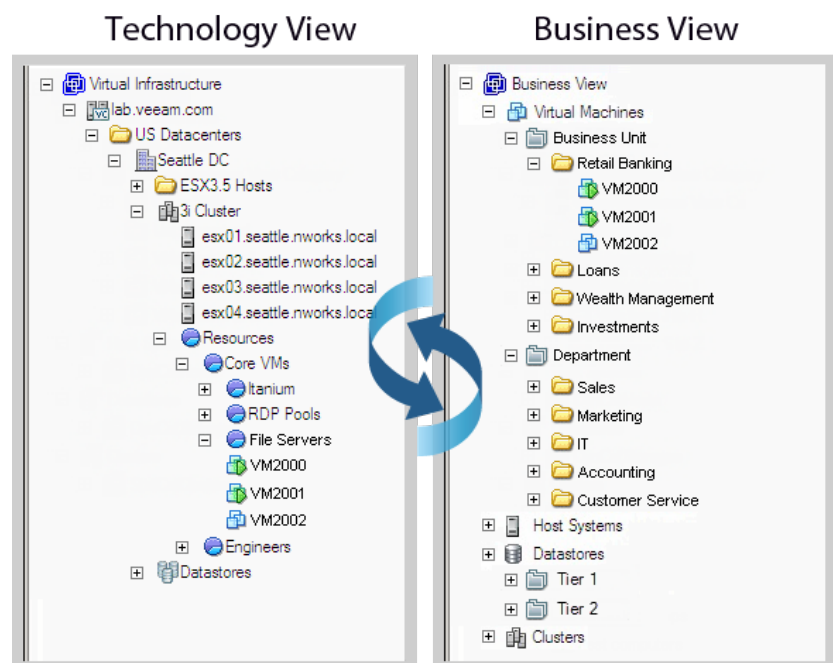 Technology View
Virtual Infrastructure
lab.veeam.com
US Datacenters
Seattle DC
ESX3.5 Hosts
3i Cluster
esx01.seattle.nworks.local
esx02.seattle.nworks.local
esx03.seattle.nworks.local
esx04.seattle.nworks.local
Resources
Core VMs
Itanium
RDP Pools
File Servers
VM2000
VM2001
VM2002
Engineers
Datastores
Business View
Business View
Virtual Machines
Business Unit
Retail Banking
VM2000
VM2001
VM2002
Loans
Wealth Management
Investments
Department
Sales
Marketing
IT
Accounting
Customer Service
Host Systems
Datastores
Tier 1
Tier 2
Clusters